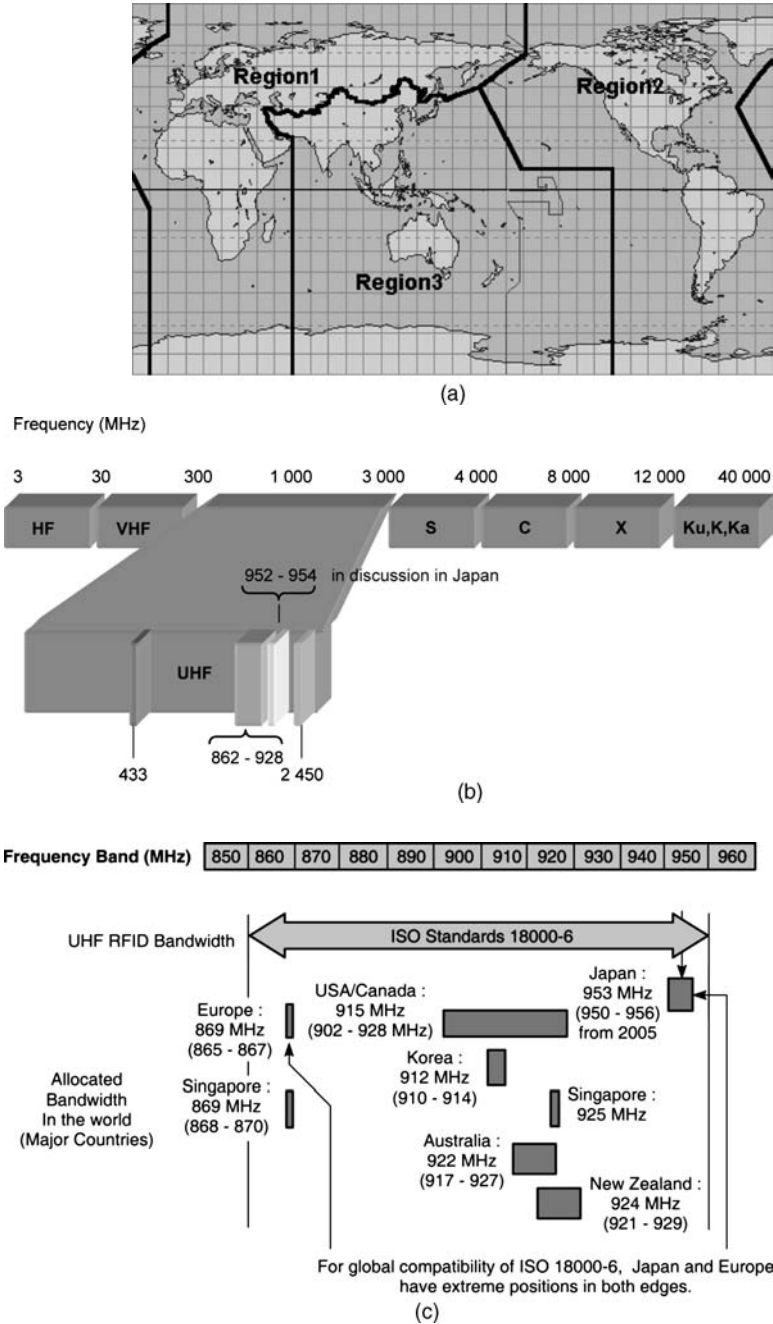 Region1
Region2
Region3
(a)
Frequency (MHz)
3 30 300 1 000 3 000 4 000 8 000 12 000 40 000
HF VHF S C X Ku,K,Ka
952 - 954 in discussion in Japan
UHF
862 - 928
433 2 450
(b)
Frequency Band (MHz) 850 860 870 880 890 900 910 920 930 940 950 960
UHF RFID Bandwidth ISO Standards 18000-6
Europe :
869 MHz
(865 - 867)
USA/Canada :
915 MHz
(902 - 928 MHz)
Japan :
953 MHz
(950 - 956)
from 2005
Korea :
912 MHz
(910 - 914)
Allocated
Bandwidth
In the world
(Major Countries)
Singapore :
869 MHz
(868 - 870)
Singapore :
925 MHz
Australia :
922 MHz
(917 - 927)
New Zealand :
924 MHz
(921 - 929)
For global compatibility of ISO 18000-6, Japan and Europe
have extreme positions in both edges.
(c)